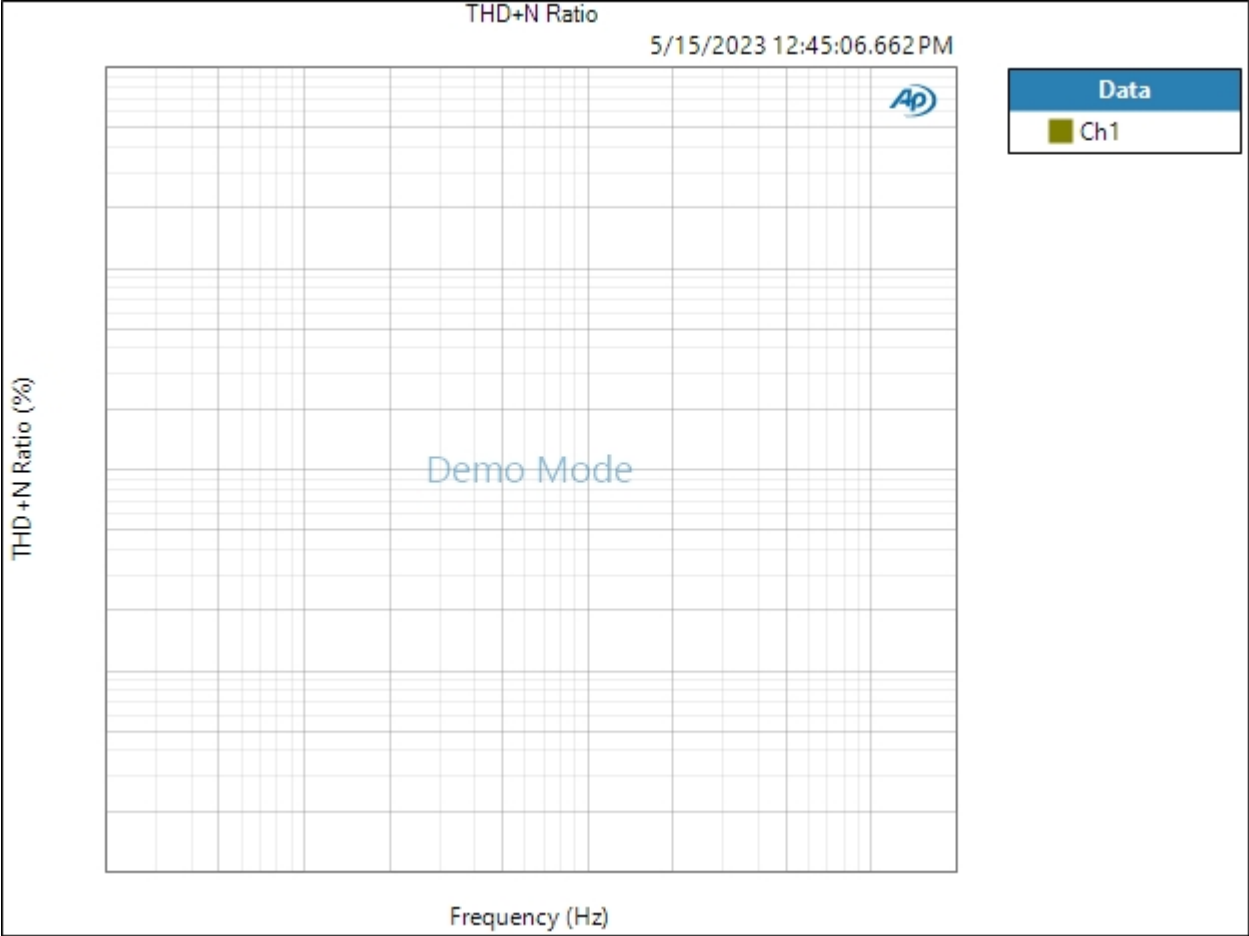 THD+N Ratio
5/15/2023 12:45:06.662 PM
AP
Data
Ch1
THD+N Ratio (%)
Demo Mode
Frequency (Hz)